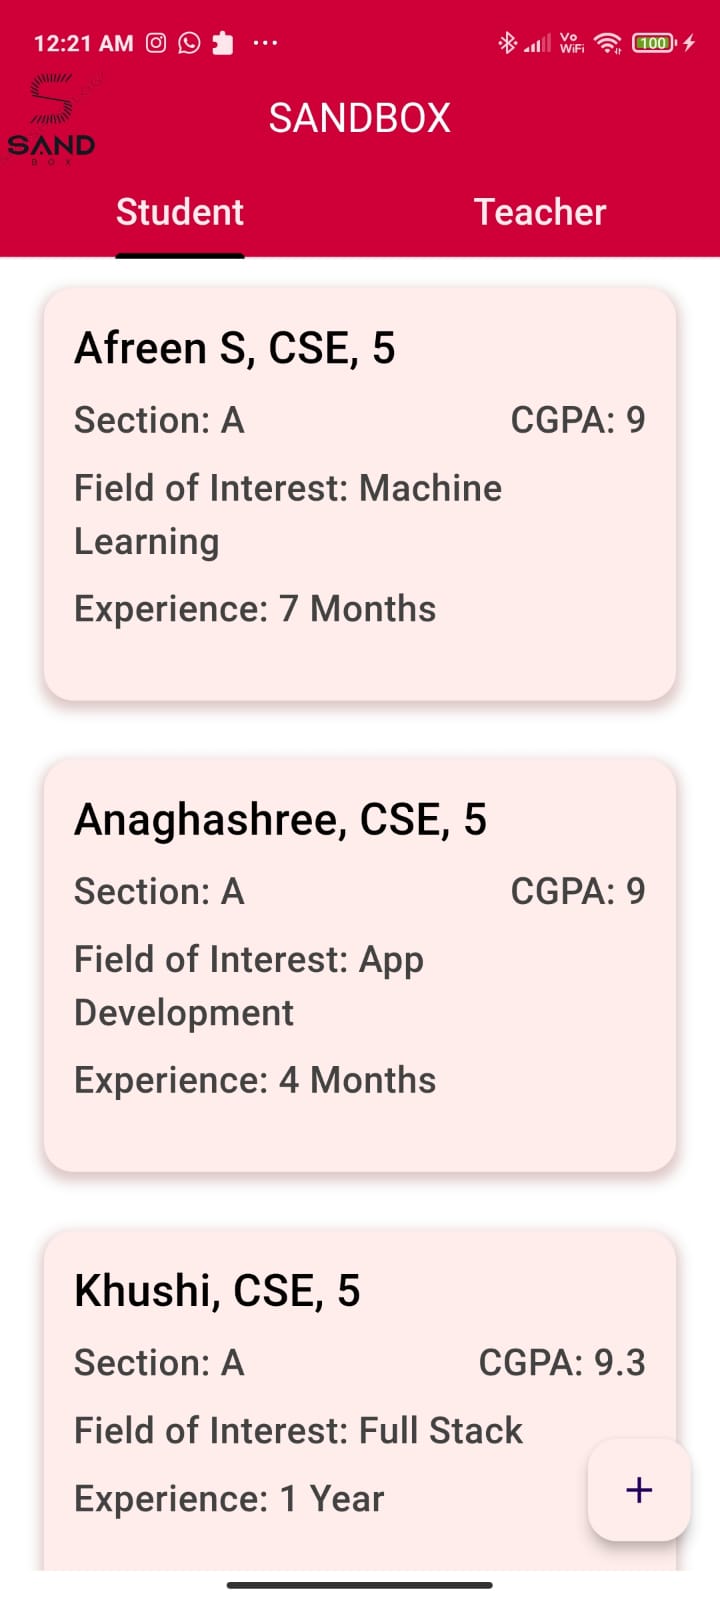 12:21 AM
Vo
WiFi
100
SAND
BOX
SANDBOX
Student
Teacher
Afreen S, CSE, 5
Section: A
CGPA: 9
Field of Interest: Machine
Learning
Experience: 7 Months
Anaghashree, CSE, 5
Section: A
CGPA: 9
Field of Interest: App
Development
Experience: 4 Months
Khushi, CSE, 5
Section: A
CGPA: 9.3
Field of Interest: Full Stack
Experience: 1 Year
+